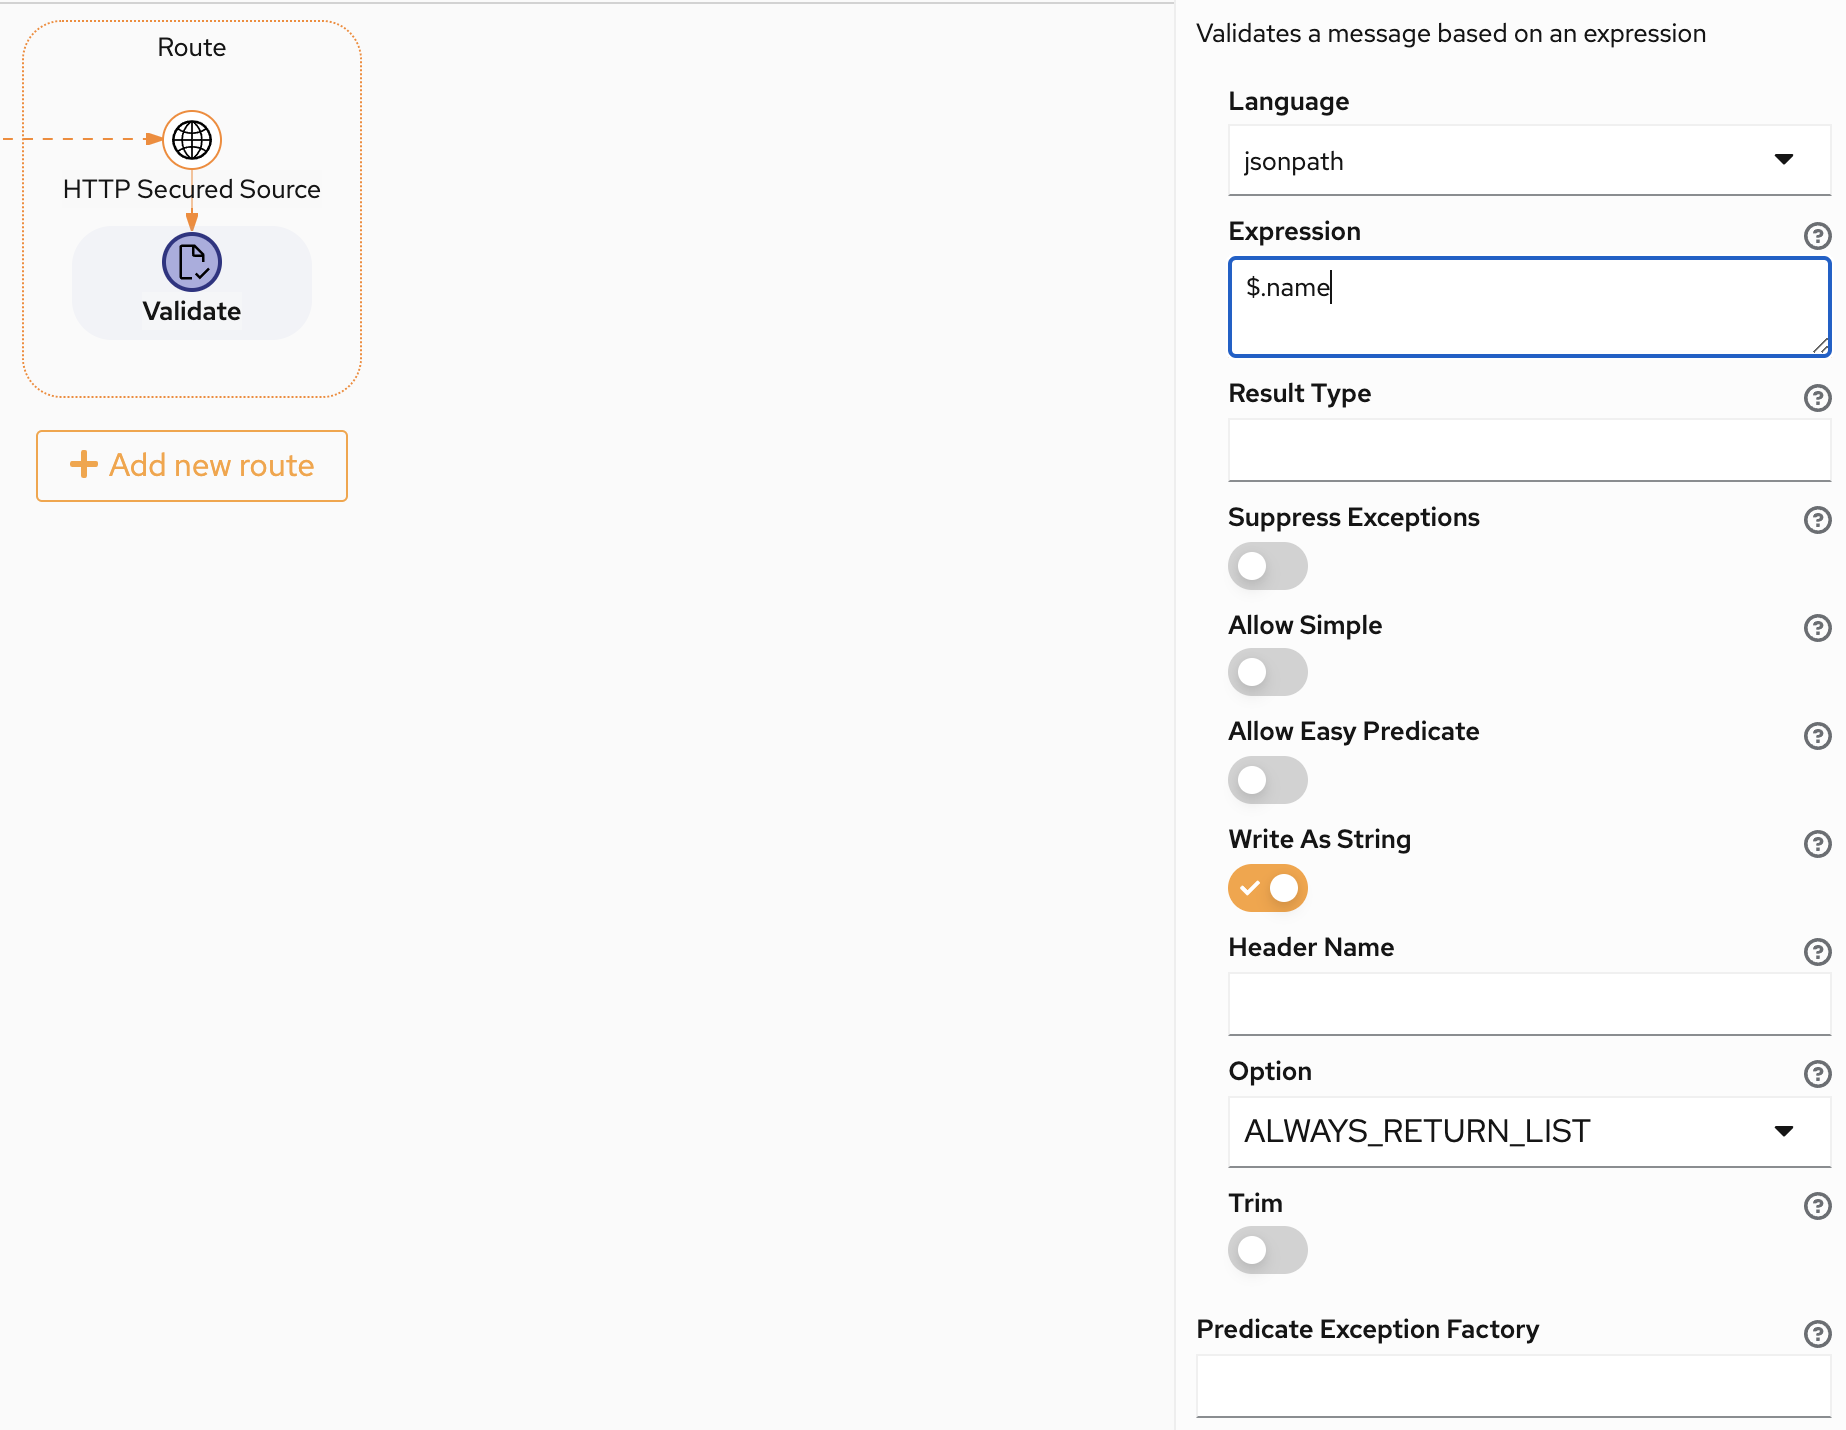 Route
HTTP Secured Source
Validate
Add new route
Validates a message based on an expression
Language
jsonpath
Expression
$.name
Result Type
Suppress Exceptions
Allow Simple
Allow Easy Predicate
Write As String
Header Name
Option
ALWAYS_RETURN_LIST
Trim
Predicate Exception Factory